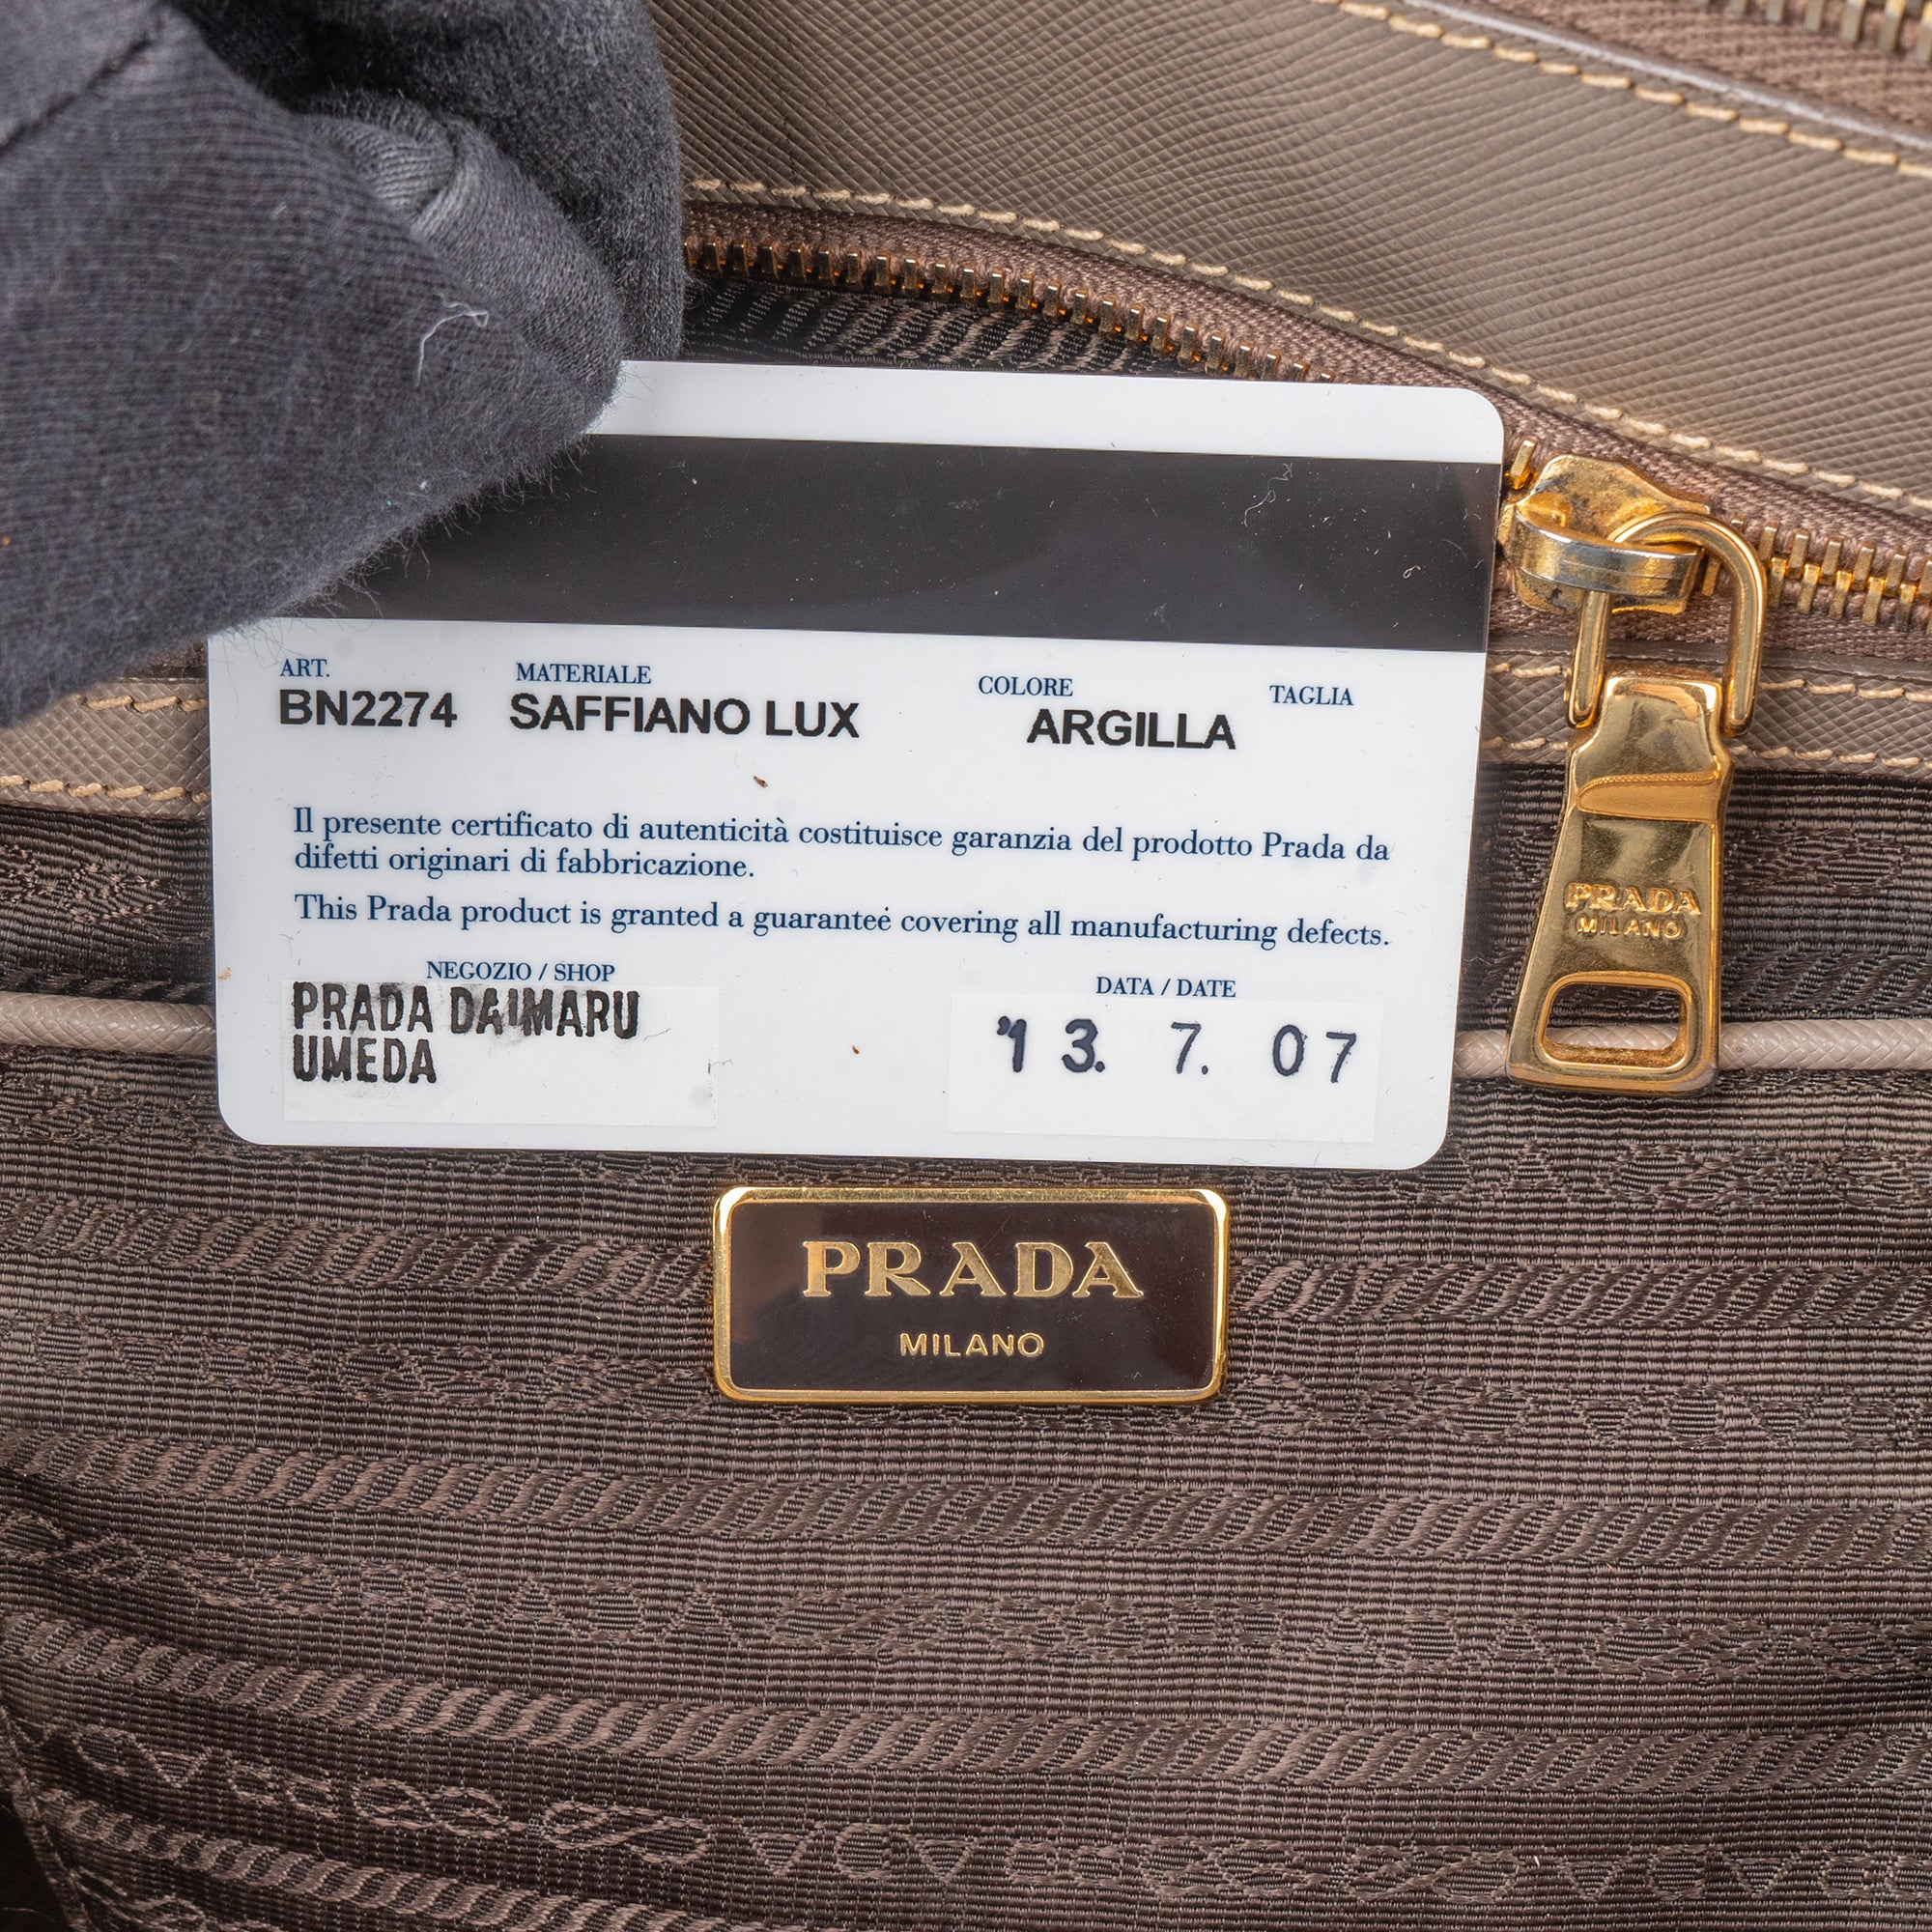 ART. MATERIALE COLORE TAGLIA
BN2274 SAFFIANO LUX ARGILLA
Il presente certificato di autenticità costituisce garanzia del prodotto Prada da
difetti originari di fabbricazione.
This Prada product is granted a guarantee covering all manufacturing defects.
NEGOZIO / SHOP DATA / DATE
PRADA DAIMARU
UMEDA
'13. 7. 07
PRADA
MILANO
PRADA
MILANO